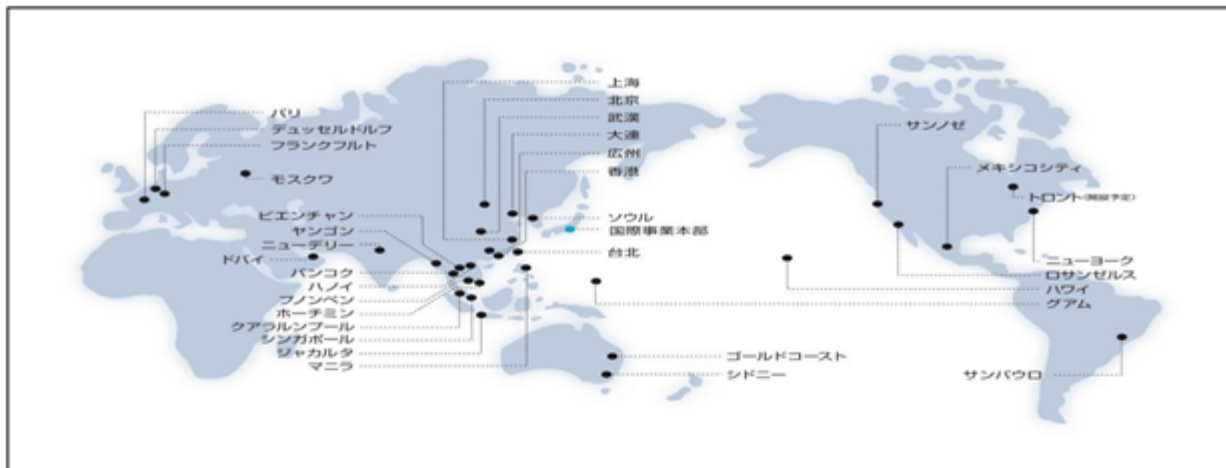 上海
北京
武漢
大連
広州
香港
パリ
デュッセルドルフ
フランクフルト
モスクワ
ビエンチャン
ヤンゴン
ニューデリー
ドバイ
バンコク
ハノイ
プノンペン
ホーチミン
クアラルンプール
シンガポール
ジャカルタ
マニラ
ソウル
国際事業本部
台北
サンノゼ
メキシコシティ
トロント(開設予定)
ニューヨーク
ロサンゼルス
ハワイ
グアム
ゴールドコースト
シドニー
サンパウロ